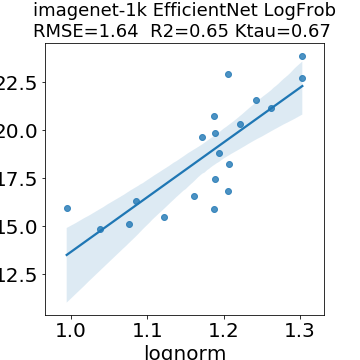 imagenet-1k EfficientNet LogFrob
RMSE=1.64 R2=0.65 Ktau=0.67
22.5
20.0
17.5
15.0
12.5
1.0 1.1 1.2 1.3
lognorm